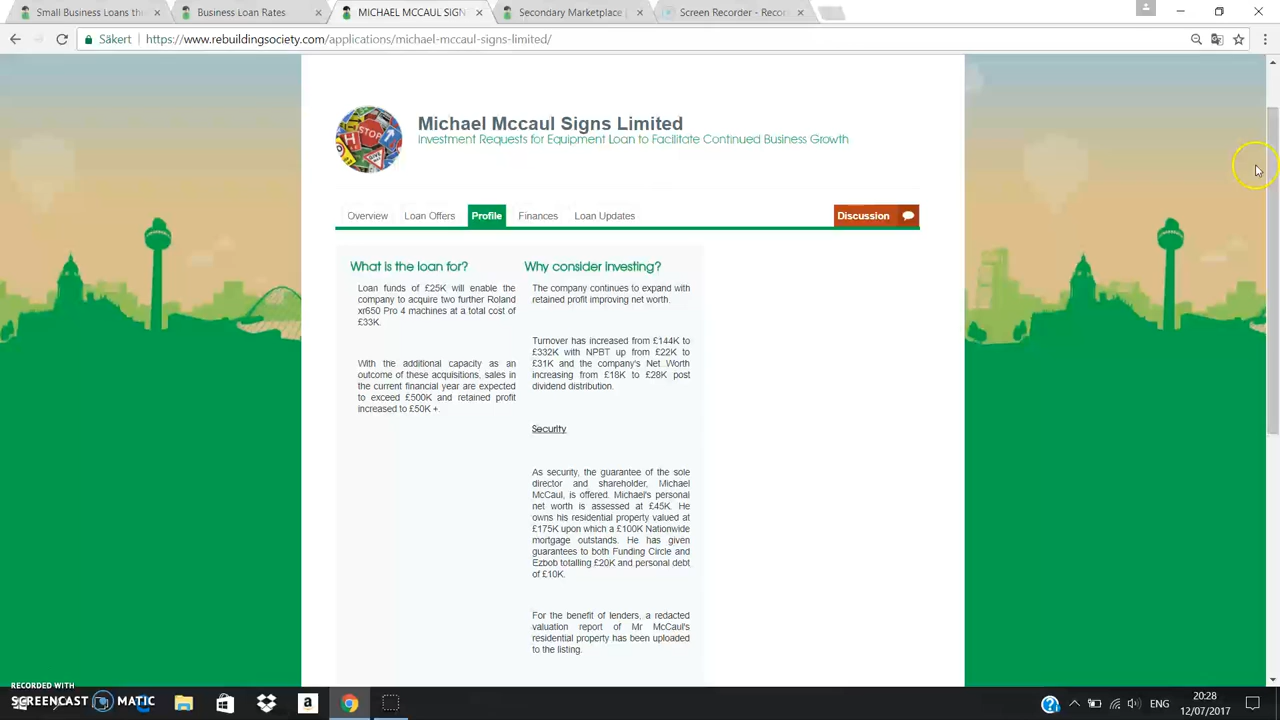 Small Business Loans thr
Business Loan Rates
MICHAEL MCCAUL SIGN
Secondary Marketplace
Screen Recorder - Recor
Säkert
https://www.rebuildingsociety.com/applications/michael-mccaul-signs-limited/
Michael Mccaul Signs Limited
Investment Requests for Equipment Loan to Facilitate Continued Business Growth
STOP
Overview
Loan Offers
Profile
Finances
Loan Updates
Discussion
What is the loan for?
Loan funds of £25K will enable the
company to acquire two further Roland
xr650 Pro 4 machines at a total cost of
£33K.
With the additional capacity as an
outcome of these acquisitions, sales in
the current financial year are expected
to exceed £500K and retained profit
increased to £50K +.
Why consider investing?
The company continues to expand with
retained profit improving net worth.
Turnover has increased from £144K to
£332K with NPBT up from £22K to
£31K and the company's Net Worth
increasing from £18K to £28K post
dividend distribution.
Security
As security, the guarantee of the sole
director and shareholder, Michael
McCaul, is offered. Michael's personal
net worth is assessed at £45K. He
owns his residential property valued at
£175K upon which a £100K Nationwide
mortgage outstands. He has given
guarantees to both Funding Circle and
Ezbob totalling £20K and personal debt
of £10K.
For the benefit of lenders, a redacted
valuation report of Mr McCaul's
residential property has been uploaded
to the listing.
RECORDED WITH
SCREENCAST MATIC
ENG
20:28
12/07/2017